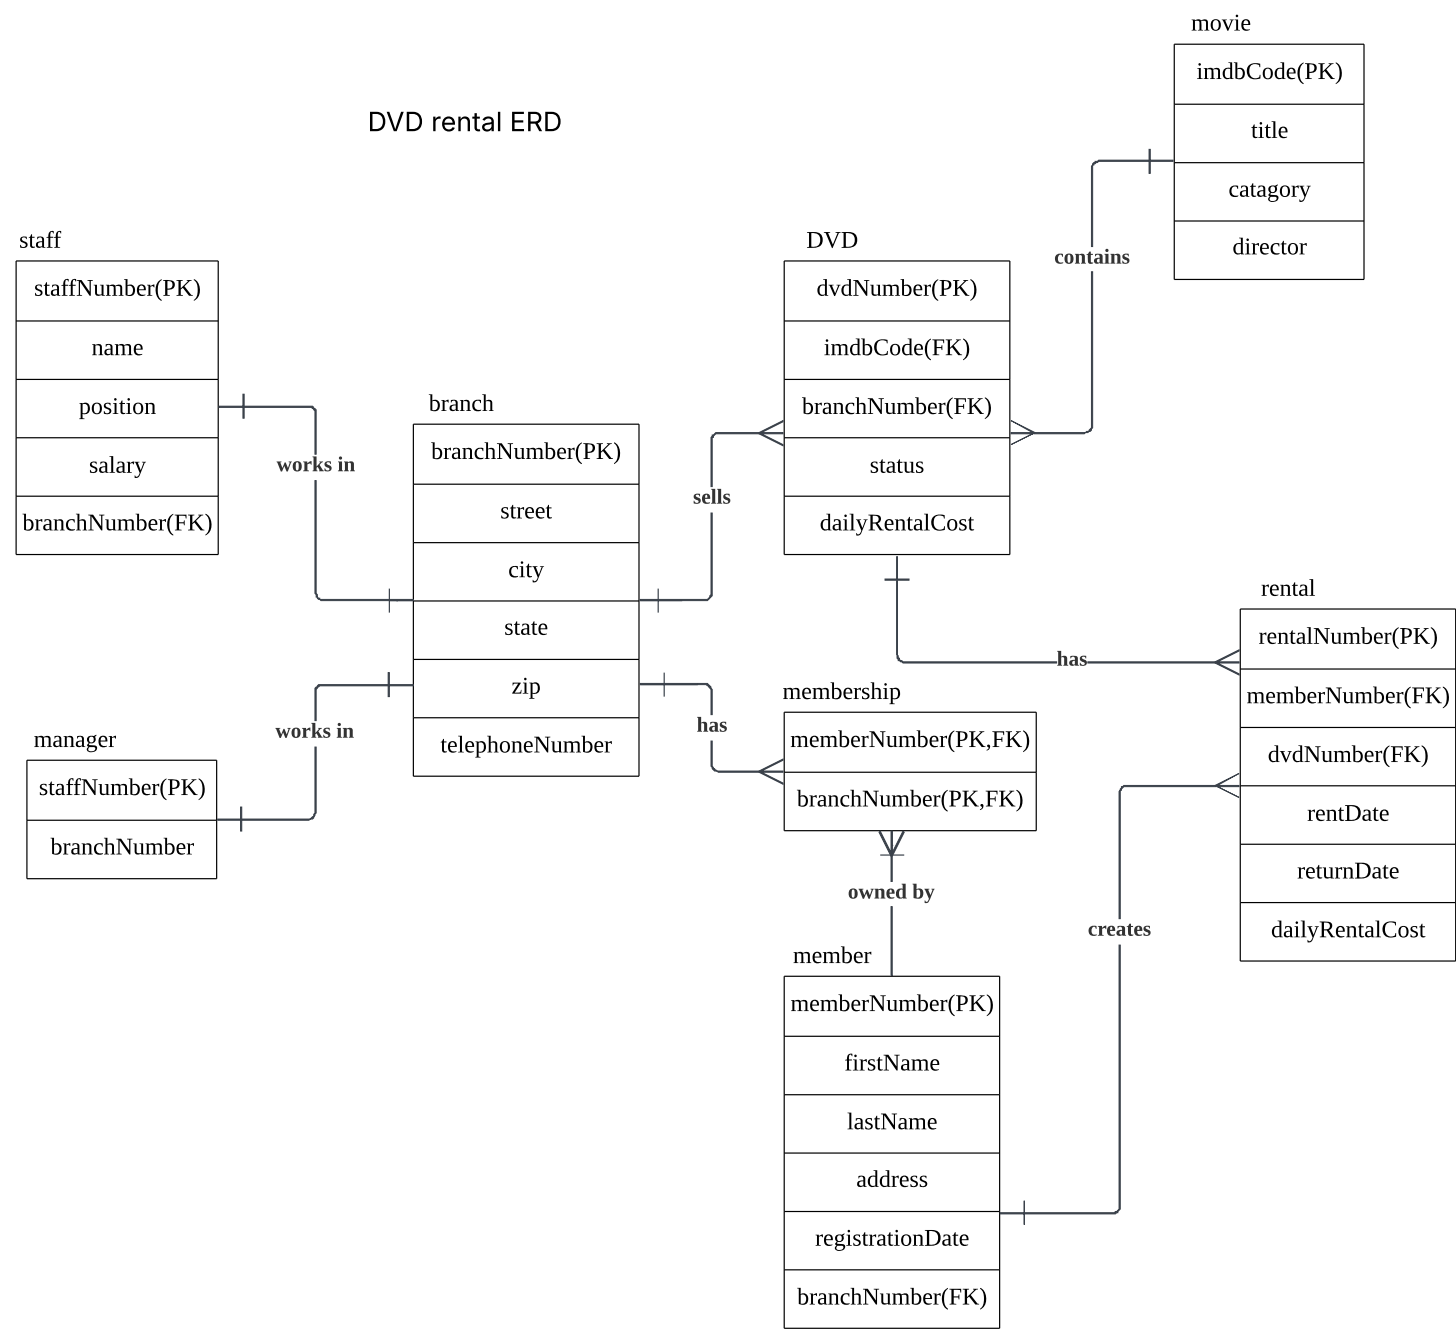 DVD rental ERD
movie
imdbCode(PK)
title
catagory
director
contains
staff
staffNumber(PK)
name
position
salary
branchNumber(FK)
works in
branch
branchNumber(PK)
street
city
state
zip
telephoneNumber
sells
DVD
dvdNumber(PK)
imdbCode(FK)
branchNumber(FK)
status
dailyRentalCost
has
rental
rentalNumber(PK)
memberNumber(FK)
dvdNumber(FK)
rentDate
returnDate
dailyRentalCost
manager
staffNumber(PK)
branchNumber
works in
has
membership
memberNumber(PK,FK)
branchNumber(PK,FK)
owned by
creates
member
memberNumber(PK)
firstName
lastName
address
registrationDate
branchNumber(FK)